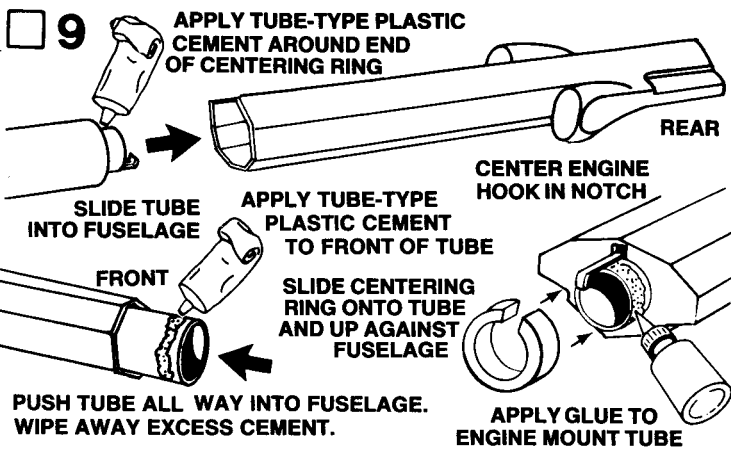 9
APPLY TUBE-TYPE PLASTIC
CEMENT AROUND END
OF CENTERING RING
REAR
SLIDE TUBE
INTO FUSELAGE
CENTER ENGINE
HOOK IN NOTCH
APPLY TUBE-TYPE
PLASTIC CEMENT
TO FRONT OF TUBE
FRONT
SLIDE CENTERING
RING ONTO TUBE
AND UP AGAINST
FUSELAGE
PUSH TUBE ALL WAY INTO FUSELAGE.
WIPE AWAY EXCESS CEMENT.
APPLY GLUE TO
ENGINE MOUNT TUBE